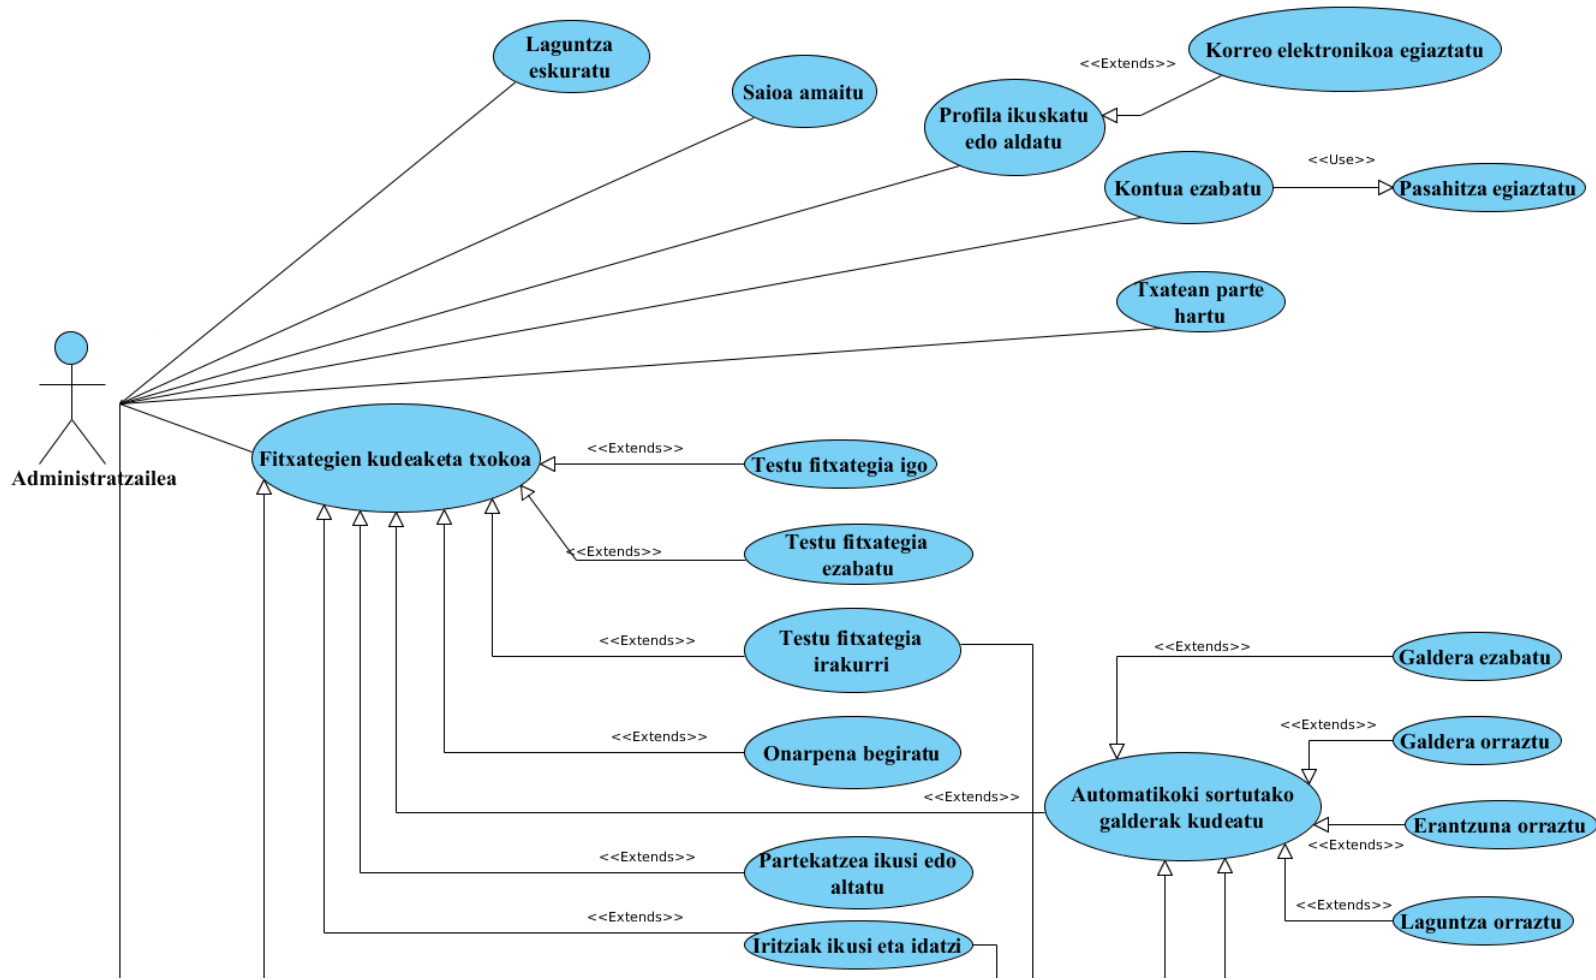 Laguntza
eskuratu
Saioa amaitu
<<Extends>>
Korreo elektronikoa egiaztatu
Profila ikuskatu
edo aldatu
Kontua ezabatu
<<Use>>
Pasahitza egiaztatu
Txatean parte
hartu
Administratzailea
Fitxategien kudeaketa txokoa
<<Extends>>
Testu fitxategia igo
<<Extends>>
Testu fitxategia
ezabatu
<<Extends>>
Testu fitxategia
irakurri
<<Extends>>
Galdera ezabatu
<<Extends>>
Onarpena begiratu
<<Extends>>
Galdera orraztu
<<Extends>>
Automatikoki sortutako
galderak kudeatu
Erantzuna orraztu
<<Extends>>
<<Extends>>
Partekatzea ikusi edo
altatu
<<Extends>>
Laguntza orraztu
<<Extends>>
Iritziak ikusi eta idatzi